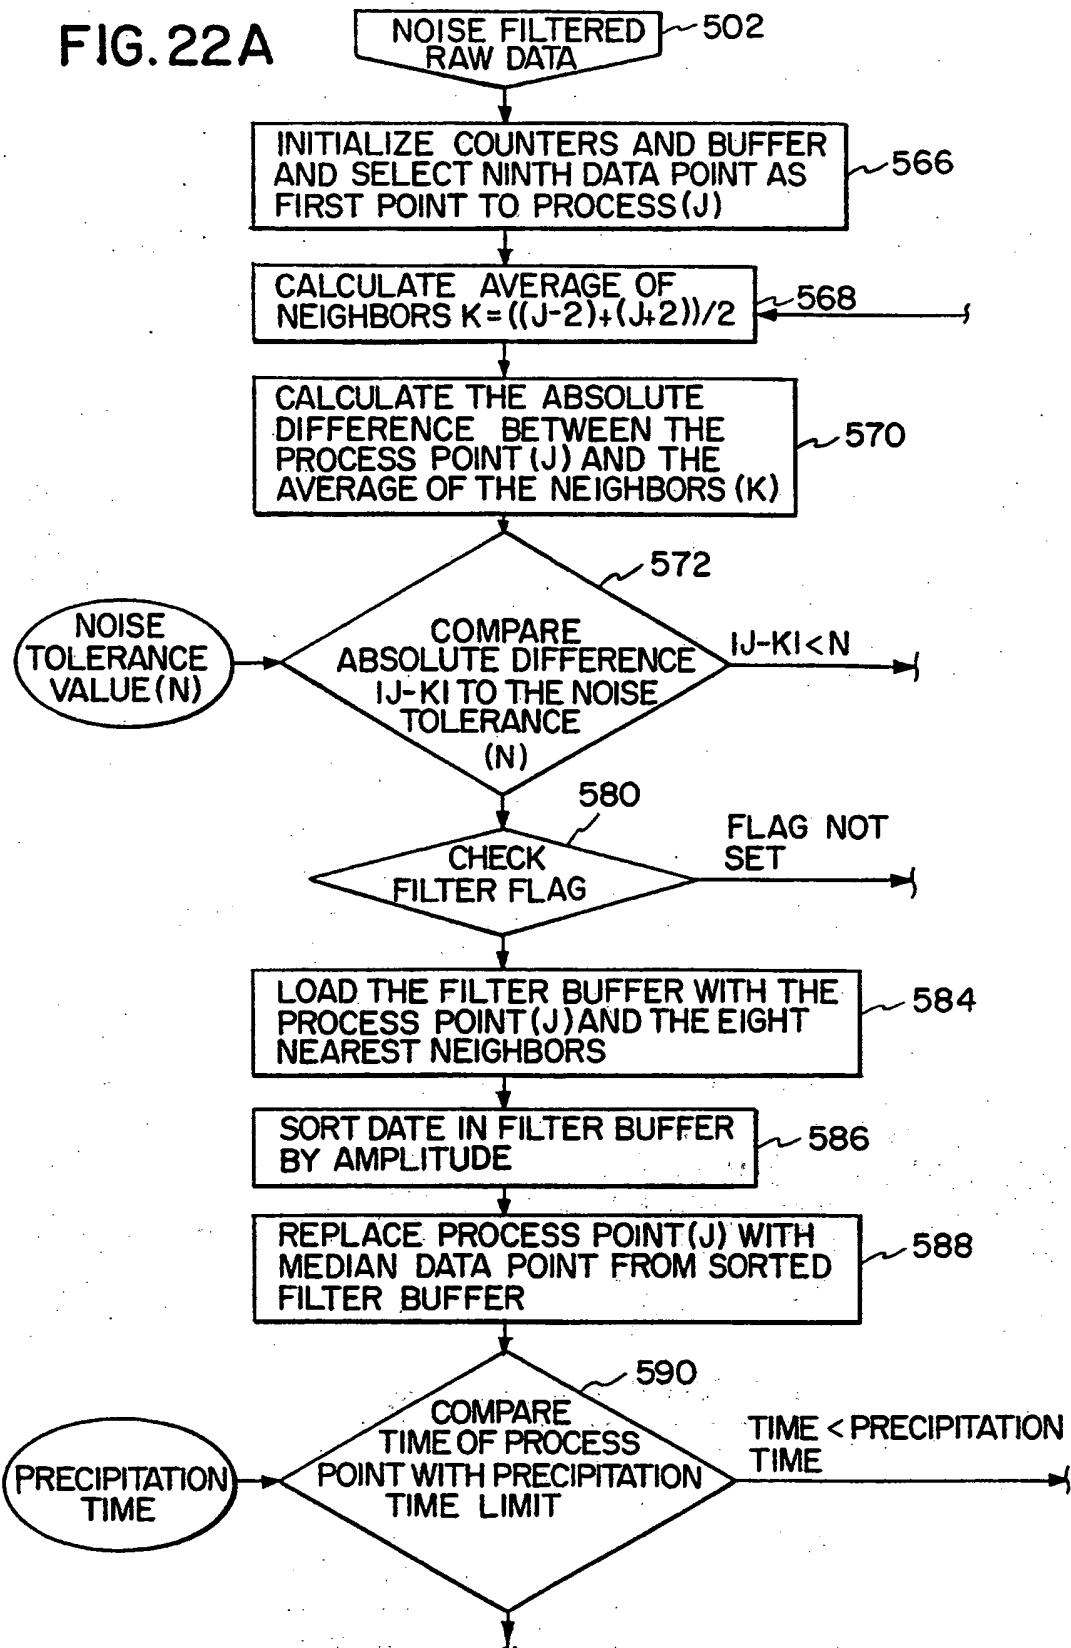 FIG. 22A
NOISE FILTERED
RAW DATA
502
INITIALIZE COUNTERS AND BUFFER
AND SELECT NINTH DATA POINT AS
FIRST POINT TO PROCESS (J)
566
CALCULATE AVERAGE OF
NEIGHBORS K=((J-2)+(J+2))/2
568
CALCULATE THE ABSOLUTE
DIFFERENCE BETWEEN THE
PROCESS POINT (J) AND THE
AVERAGE OF THE NEIGHBORS (K)
570
572
NOISE
TOLERANCE
VALUE (N)
COMPARE
ABSOLUTE DIFFERENCE
|J-K| TO THE NOISE
TOLERANCE
(N)
|J-K|<N
580
CHECK
FILTER FLAG
FLAG NOT
SET
LOAD THE FILTER BUFFER WITH THE
PROCESS POINT (J) AND THE EIGHT
NEAREST NEIGHBORS
584
SORT DATE IN FILTER BUFFER
BY AMPLITUDE
586
REPLACE PROCESS POINT (J) WITH
MEDIAN DATA POINT FROM SORTED
FILTER BUFFER
588
590
PRECIPITATION
TIME
COMPARE
TIME OF PROCESS
POINT WITH PRECIPITATION
TIME LIMIT
TIME < PRECIPITATION
TIME